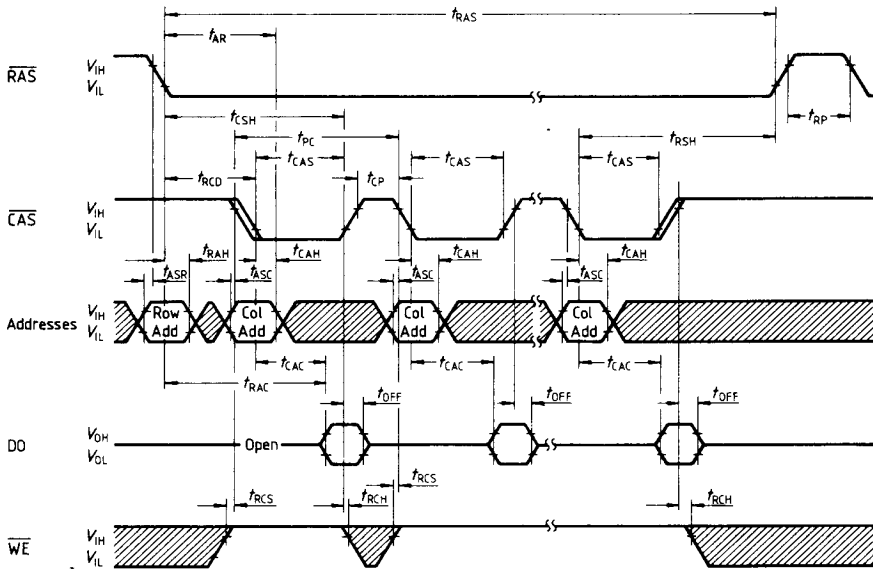 tRAS
tAR
RAS
VIH
VIL
tCSH
tRP
tPC
tRSH
tCAS
tCAS
tCAS
tRCD
tCP
CAS
VIH
VIL
tRAH
tCAH
tCAH
tCAH
tASR
tASC
tASC
tASC
Addresses
VIH
VIL
Row Add
Col Add
Col Add
Col Add
tCAC
tCAC
tCAC
tRAC
tOFF
tOFF
tOFF
DO
VOH
VOL
Open
tRCS
tRCS
tRCH
tRCH
WE
VIH
VIL